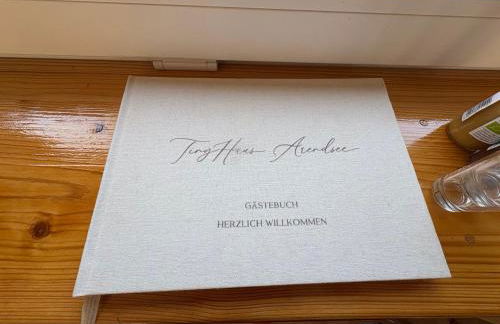 TinyHaus Arendsee
GÄSTEBUCH
HERZLICH WILLKOMMEN